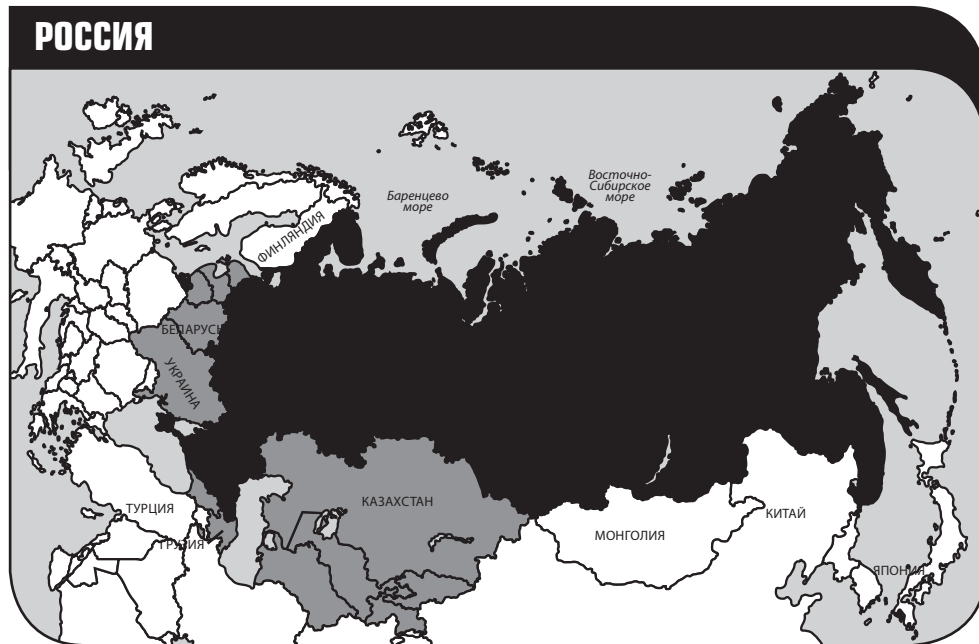 РОССИЯ
Баренцево
море
Восточно-
Сибирское
море
ФИНЛЯНДИЯ
БЕЛАРУСЬ
УКРАИНА
КАЗАХСТАН
ТУРЦИЯ
ГРУЗИЯ
МОНГОЛИЯ
КИТАЙ
ЯПОНИЯ